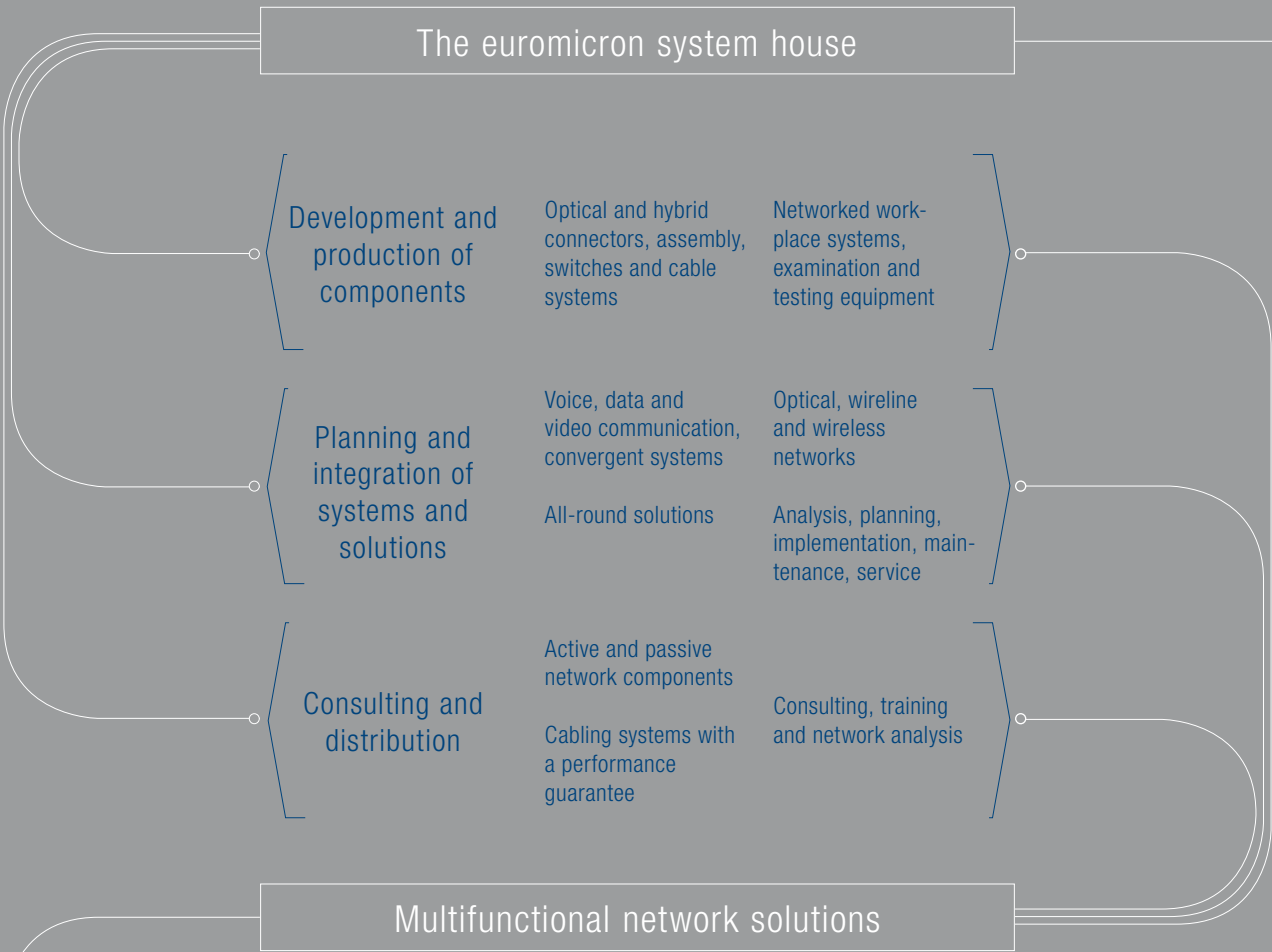 The euromicron system house
Development and
production of
components
Optical and hybrid
connectors, assembly,
switches and cable
systems
Networked work-
place systems,
examination and
testing equipment
Planning and
integration of
systems and
solutions
Voice, data and
video communication,
convergent systems
All-round solutions
Optical, wireline
and wireless
networks
Analysis, planning,
implementation, main-
tenance, service
Consulting and
distribution
Active and passive
network components
Cabling systems with
a performance
guarantee
Consulting, training
and network analysis
Multifunctional network solutions